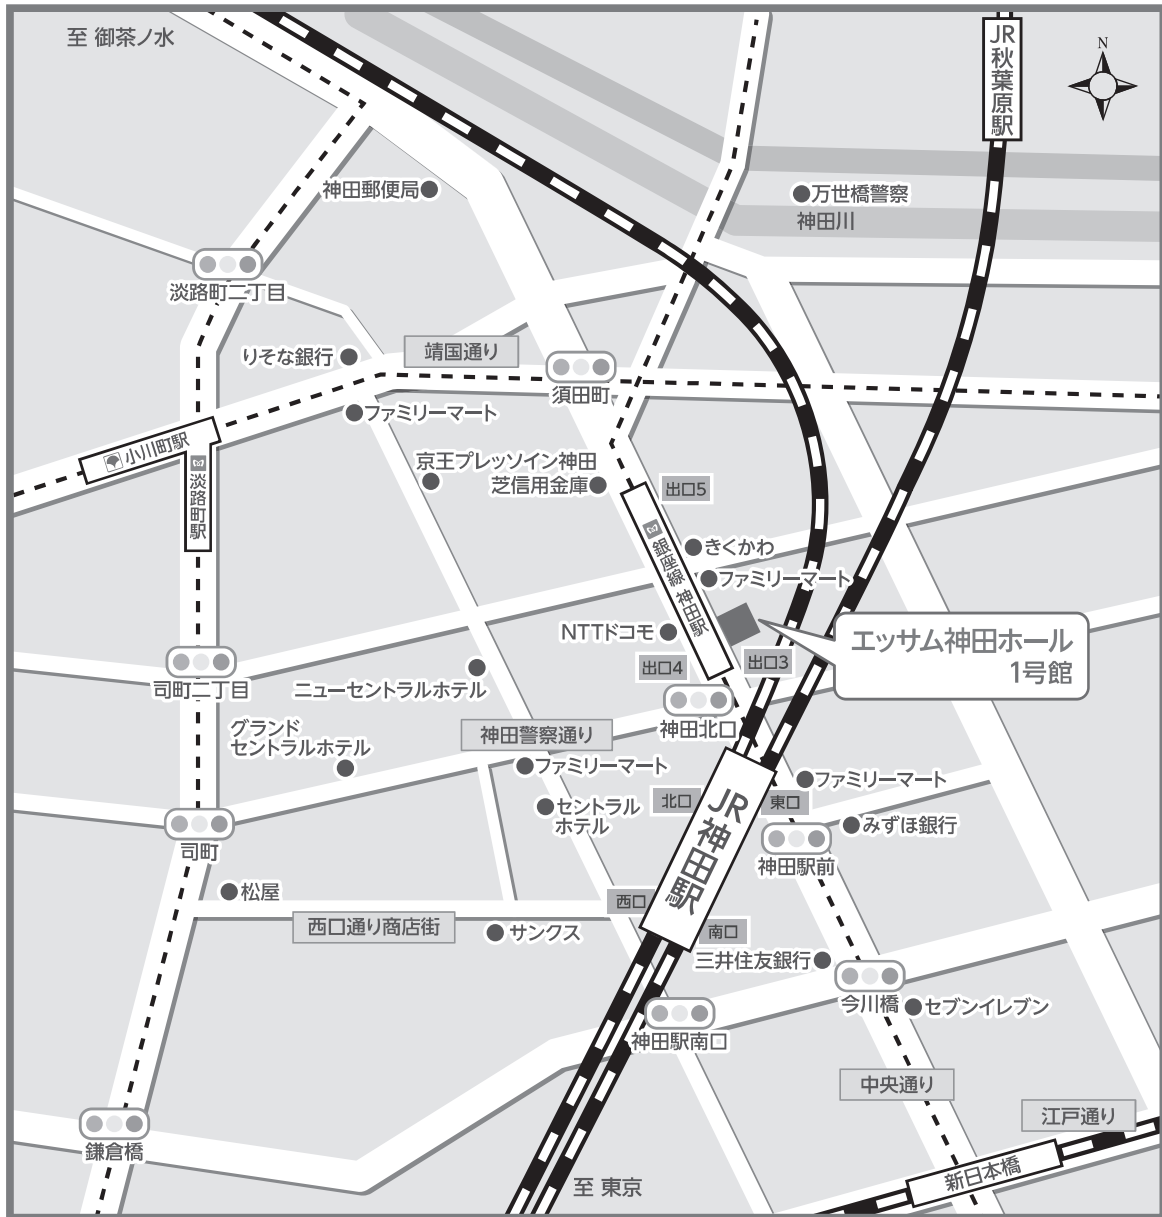 至 御茶ノ水
JR秋葉原駅
N
神田郵便局
万世橋警察
神田川
淡路町二丁目
りそな銀行
靖国通り
須田町
ファミリーマート
小川町駅
淡路町駅
京王プレッソイン神田
芝信用金庫
出口5
銀座線 神田駅
きくかわ
ファミリーマート
NTTドコモ
出口4
出口3
エッサム神田ホール
1号館
司町二丁目
ニューセントラルホテル
神田北口
グランド
セントラルホテル
神田警察通り
ファミリーマート
セントラル
ホテル
北口
JR神田駅
東口
ファミリーマート
みずほ銀行
神田駅前
司町
松屋
西口通り商店街
サンクス
西口
南口
三井住友銀行
今川橋
セブンイレブン
神田駅南口
中央通り
江戸通り
鎌倉橋
新日本橋
至 東京